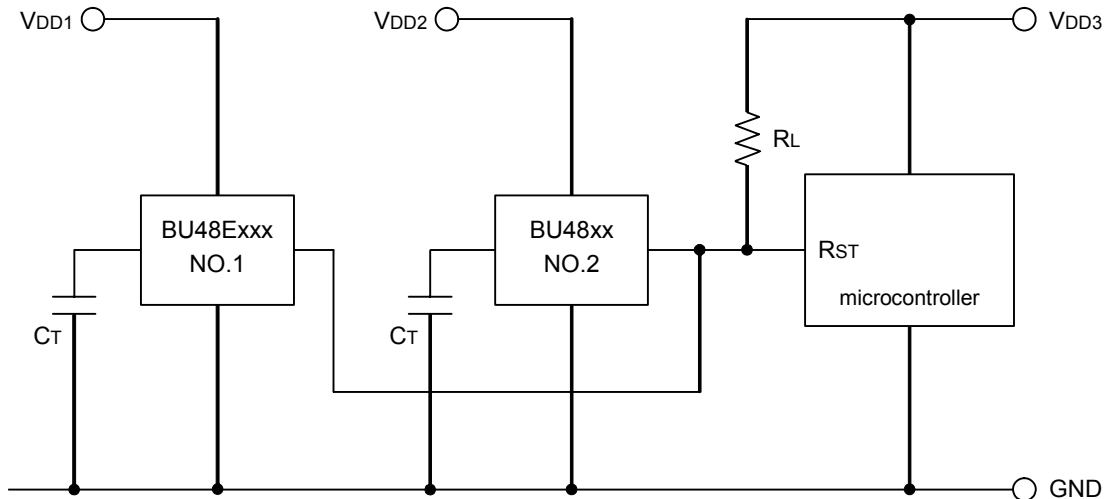 VDD1
VDD2
VDD3
RL
BU48Exxx
NO.1
BU48xx
NO.2
RST
microcontroller
CT
CT
GND